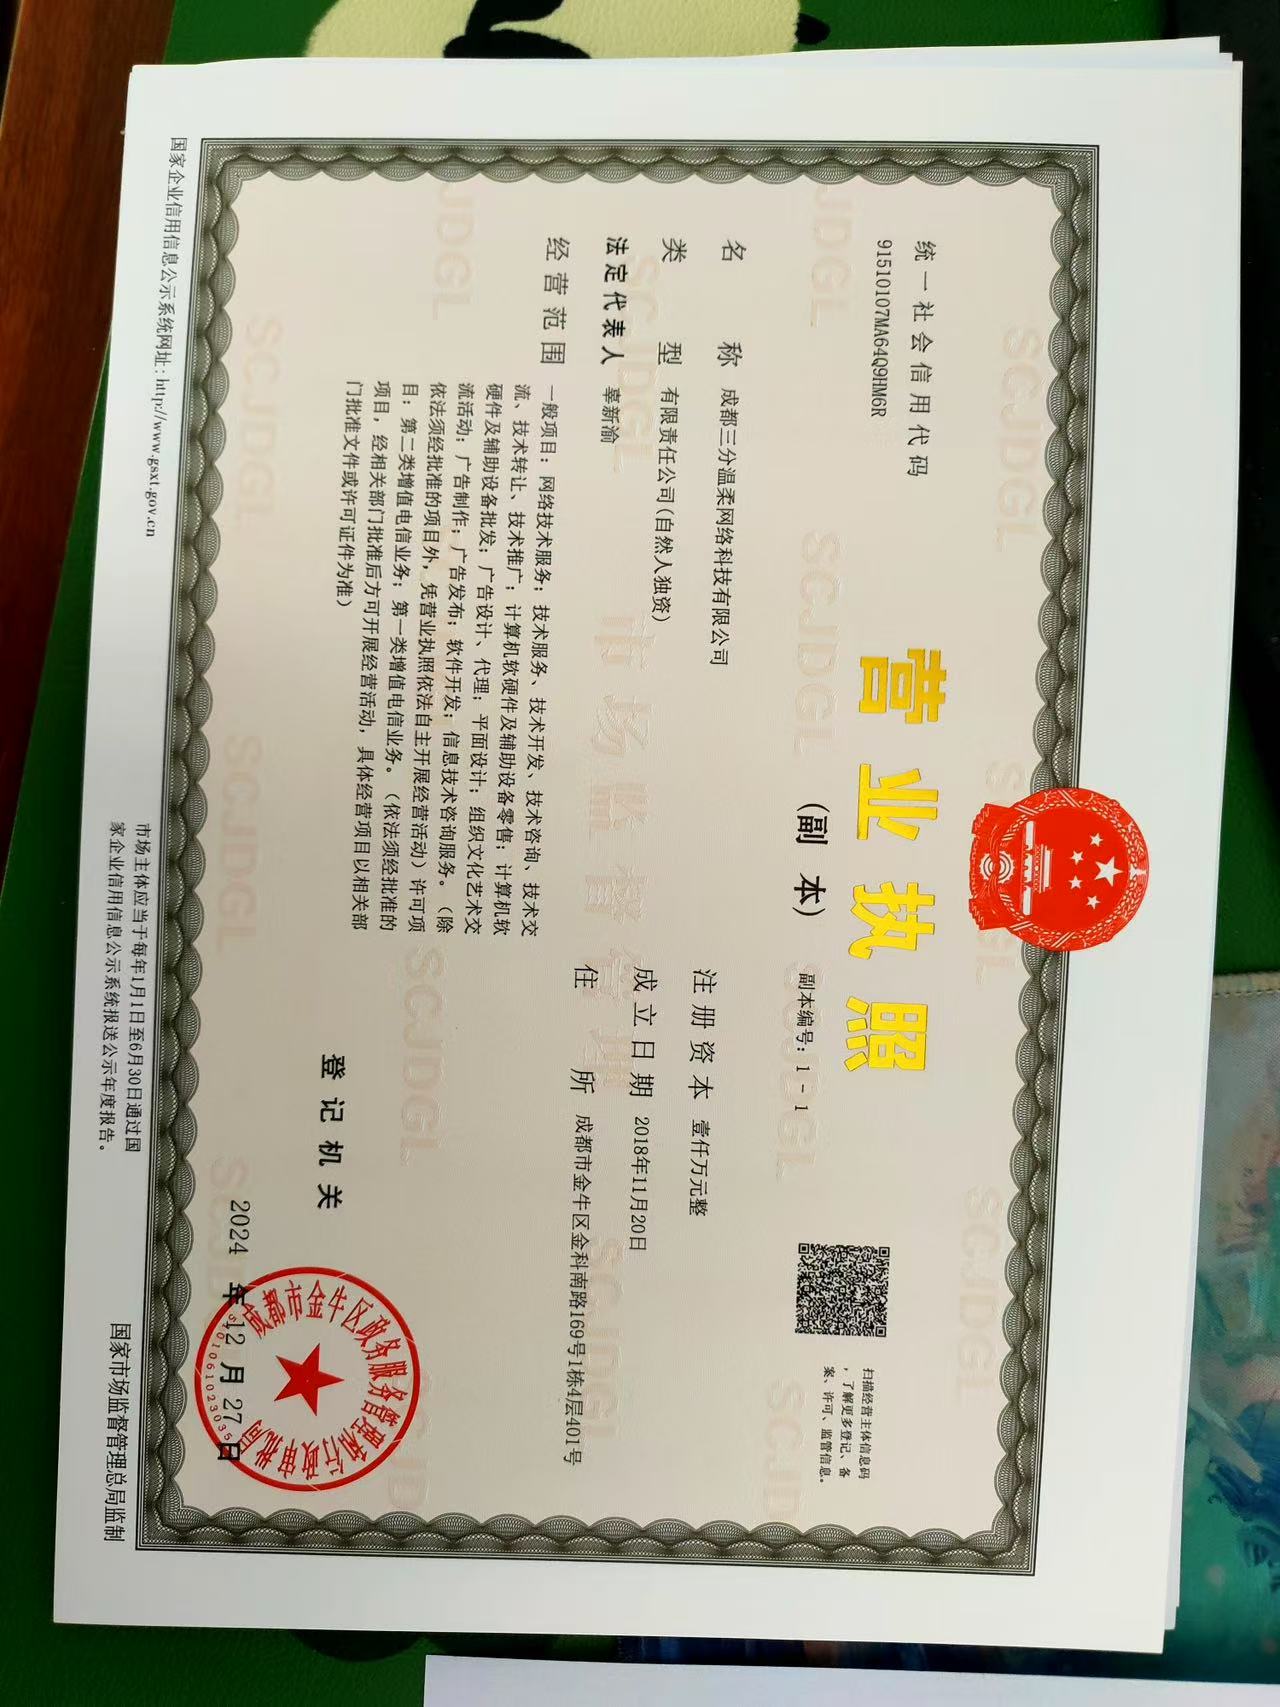 营业执照
（副本）
副本编号：1－1
统一社会信用代码
91510107MA64Q9HM6R
扫描经营主体信息码
，了解更多登记、备
案、许可、监管信息。
名称 成都三分温柔网络科技有限公司
类型 有限责任公司(自然人独资)
法定代表人 辜新渝
经营范围 一般项目：网络技术服务；技术服务、技术开发、技术咨询、技术交
流、技术转让、技术推广；计算机软硬件及辅助设备零售；计算机软
硬件及辅助设备批发；广告设计、代理；平面设计；组织文化艺术交
流活动；广告制作；广告发布；软件开发；信息技术咨询服务。（除
依法须经批准的项目外，凭营业执照依法自主开展经营活动）许可项
目：第二类增值电信业务；第一类增值电信业务。（依法须经批准的
项目，经相关部门批准后方可开展经营活动，具体经营项目以相关部
门批准文件或许可证件为准）
注册资本 壹仟万元整
成立日期 2018年11月20日
住所 成都市金牛区金科南路169号1栋4层401号
登记机关
成都市金牛区政务服务管理和行政审批局
2024年12月27日
国家企业信用信息公示系统网址：http://www.gsxt.gov.cn
市场主体应当于每年1月1日至6月30日通过国
家企业信用信息公示系统报送公示年度报告。
国家市场监督管理总局监制
SCJDGL
市场监督管理